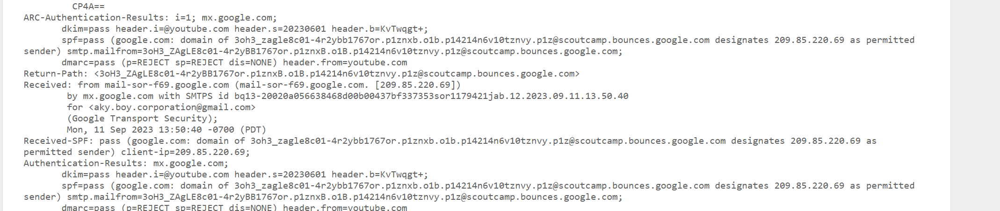 CP4A==
ARC-Authentication-Results: i=1; mx.google.com;
dkim=pass header.i=@youtube.com header.s=20230601 header.b=KvTwqgt+;
spf=pass (google.com: domain of 3oh3_zagle8c01-4r2ybb1767or.p1znxb.o1b.p14214n6v10tznvy.p1z@scoutcamp.bounces.google.com designates 209.85.220.69 as permitted
sender) smtp.mailfrom=3oH3_ZAgLE8c01-4r2yBB1767or.p1znxB.o1B.p14214n6v10tznvy.p1z@scoutcamp.bounces.google.com;
dmarc=pass (p=REJECT sp=REJECT dis=NONE) header.from=youtube.com
Return-Path: <3oH3_ZAgLE8c01-4r2yBB1767or.p1znxB.o1B.p14214n6v10tznvy.p1z@scoutcamp.bounces.google.com>
Received: from mail-sor-f69.google.com (mail-sor-f69.google.com. [209.85.220.69])
by mx.google.com with SMTPS id bq13-20020a056638468d00b00437bf337353sor1179421jab.12.2023.09.11.13.50.40
for <aky.boy.corporation@gmail.com>
(Google Transport Security);
Mon, 11 Sep 2023 13:50:40 -0700 (PDT)
Received-SPF: pass (google.com: domain of 3oh3_zagle8c01-4r2ybb1767or.p1znxb.o1b.p14214n6v10tznvy.p1z@scoutcamp.bounces.google.com designates 209.85.220.69 as
permitted sender) client-ip=209.85.220.69;
Authentication-Results: mx.google.com;
dkim=pass header.i=@youtube.com header.s=20230601 header.b=KvTwqgt+;
spf=pass (google.com: domain of 3oh3_zagle8c01-4r2ybb1767or.p1znxb.o1b.p14214n6v10tznvy.p1z@scoutcamp.bounces.google.com designates 209.85.220.69 as permitted
sender) smtp.mailfrom=3oH3_ZAgLE8c01-4r2yBB1767or.p1znxB.o1B.p14214n6v10tznvy.p1z@scoutcamp.bounces.google.com;
dmarc=pass (p=REJECT sp=REJECT dis=NONE) header.from=youtube.com